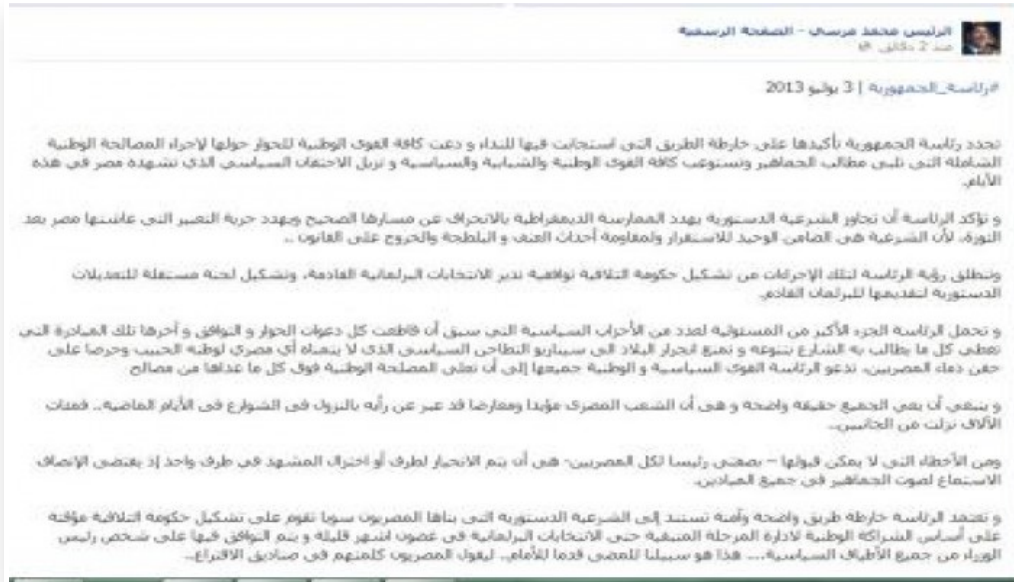 الرئيس محمد مرسي - الصفحة الرسمية
منذ 2 دقائق
#رئاسة_الجمهورية | 3 يوليو 2013
تجدد رئاسة الجمهورية تأكيدها على خارطة الطريق التى استجابت فيها للنداء و دعت كافة القوى الوطنية للحوار حولها لإجراء المصالحة الوطنية
الشاملة التى تلبى مطالب الجماهير وتستوعب كافة القوى الوطنية والشبابية والسياسية و تزيل الاحتقان السياسى الذى تشهده مصر فى هذه
الأيام.
و تؤكد الرئاسة أن تجاوز الشرعية الدستورية يهدد الممارسة الديمقراطية بالانحراف عن مسارها الصحيح ويهدد حرية التعبير التى عاشتها مصر بعد
الثورة، لأن الشرعية هى الضامن الوحيد للاستقرار ولمقاومة أحداث العنف و البلطجة والخروج على القانون ..
وتنطلق رؤية الرئاسة لتلك الإجراءات من تشكيل حكومة ائتلافية توافقية تدير الانتخابات البرلمانية القادمة، وتشكيل لجنة مستقلة للتعديلات
الدستورية لتقديمها للبرلمان القادم.
و تحمل الرئاسة الجزء الأكبر من المسئولية لعدد من الأحزاب السياسية التى سبق أن قاطعت كل دعوات الحوار و التوافق و آخرها تلك المبادرة التى
تغطى كل ما يطالب به الشارع بتنوعه و تمنع انجرار البلاد الى سيناريو التطاحن السياسى الذى لا يتمناه أي مصري لوطنه الحبيب وحرصا على
حقن دماء المصريين، تدعو الرئاسة القوى السياسية و الوطنية جميعها إلى أن تعلى المصلحة الوطنية فوق كل ما عداها من مصالح
و ينبغي أن يعي الجميع حقيقة واضحة و هى أن الشعب المصرى مؤيدا ومعارضا قد عبر عن رأيه بالنزول فى الشوارع فى الأيام الماضية.. فمئات
الآلاف نزلت من الجانبين..
ومن الأخطاء التى لا يمكن قبولها – بصفتى رئيسا لكل المصريين- هى أن يتم الانحياز لطرف أو اختزال المشهد فى طرف واحد إذ يقتضى الإنصاف
الاستماع لصوت الجماهير فى جميع الميادين.
و تعتمد الرئاسة خارطة طريق واضحة وآمنة تستند إلى الشرعية الدستورية التى بناها المصريون سويا تقوم على تشكيل حكومة ائتلافية مؤقتة
على أساس الشراكة الوطنية لادارة المرحلة المتبقية حتى الانتخابات البرلمانية فى غضون اشهر قليلة و يتم التوافق فيها على شخص رئيس
الوزراء من جميع الأطياف السياسية.... هذا هو سبيلنا للمضى قدما للأمام.. ليقول المصريون كلمتهم فى صناديق الاقتراع..